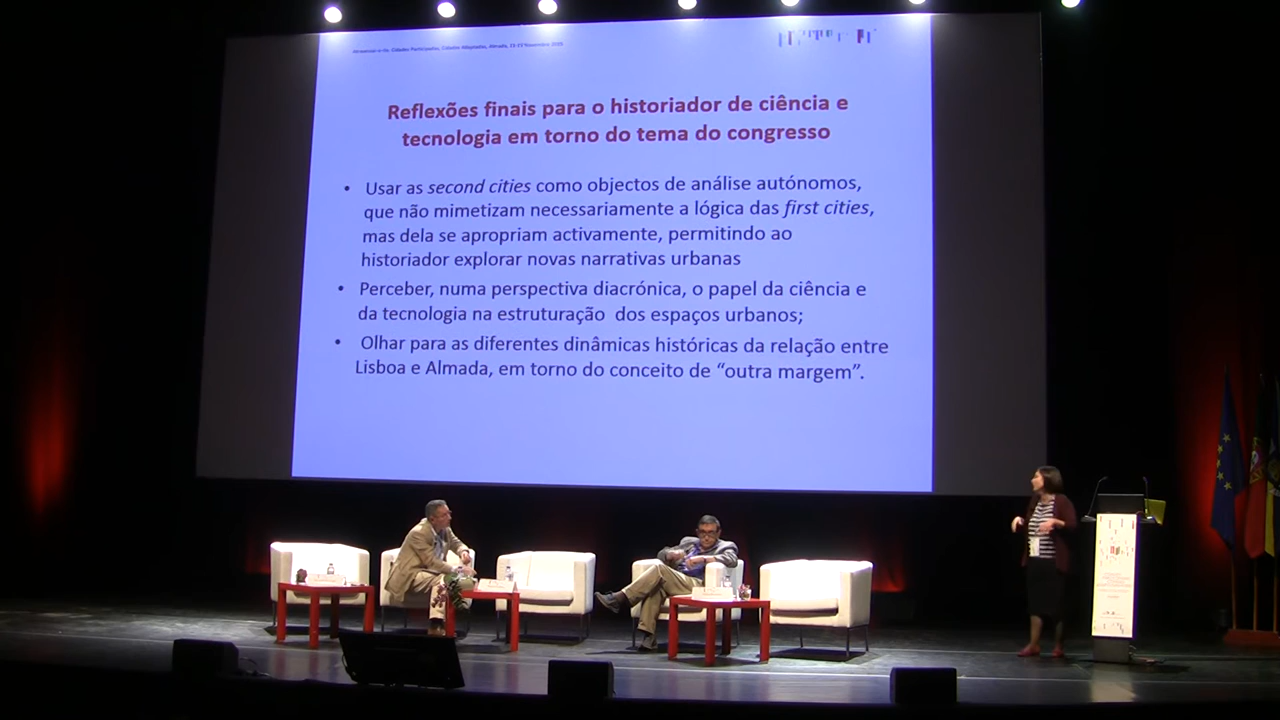 Reflexões finais para o historiador de ciência e
tecnologia em torno do tema do congresso
• Usar as second cities como objectos de análise autónomos,
que não mimetizam necessariamente a lógica das first cities,
mas dela se apropriam activamente, permitindo ao
historiador explorar novas narrativas urbanas
• Perceber, numa perspectiva diacrónica, o papel da ciência e
da tecnologia na estruturação dos espaços urbanos;
• Olhar para as diferentes dinâmicas históricas da relação entre
Lisboa e Almada, em torno do conceito de “outra margem”.